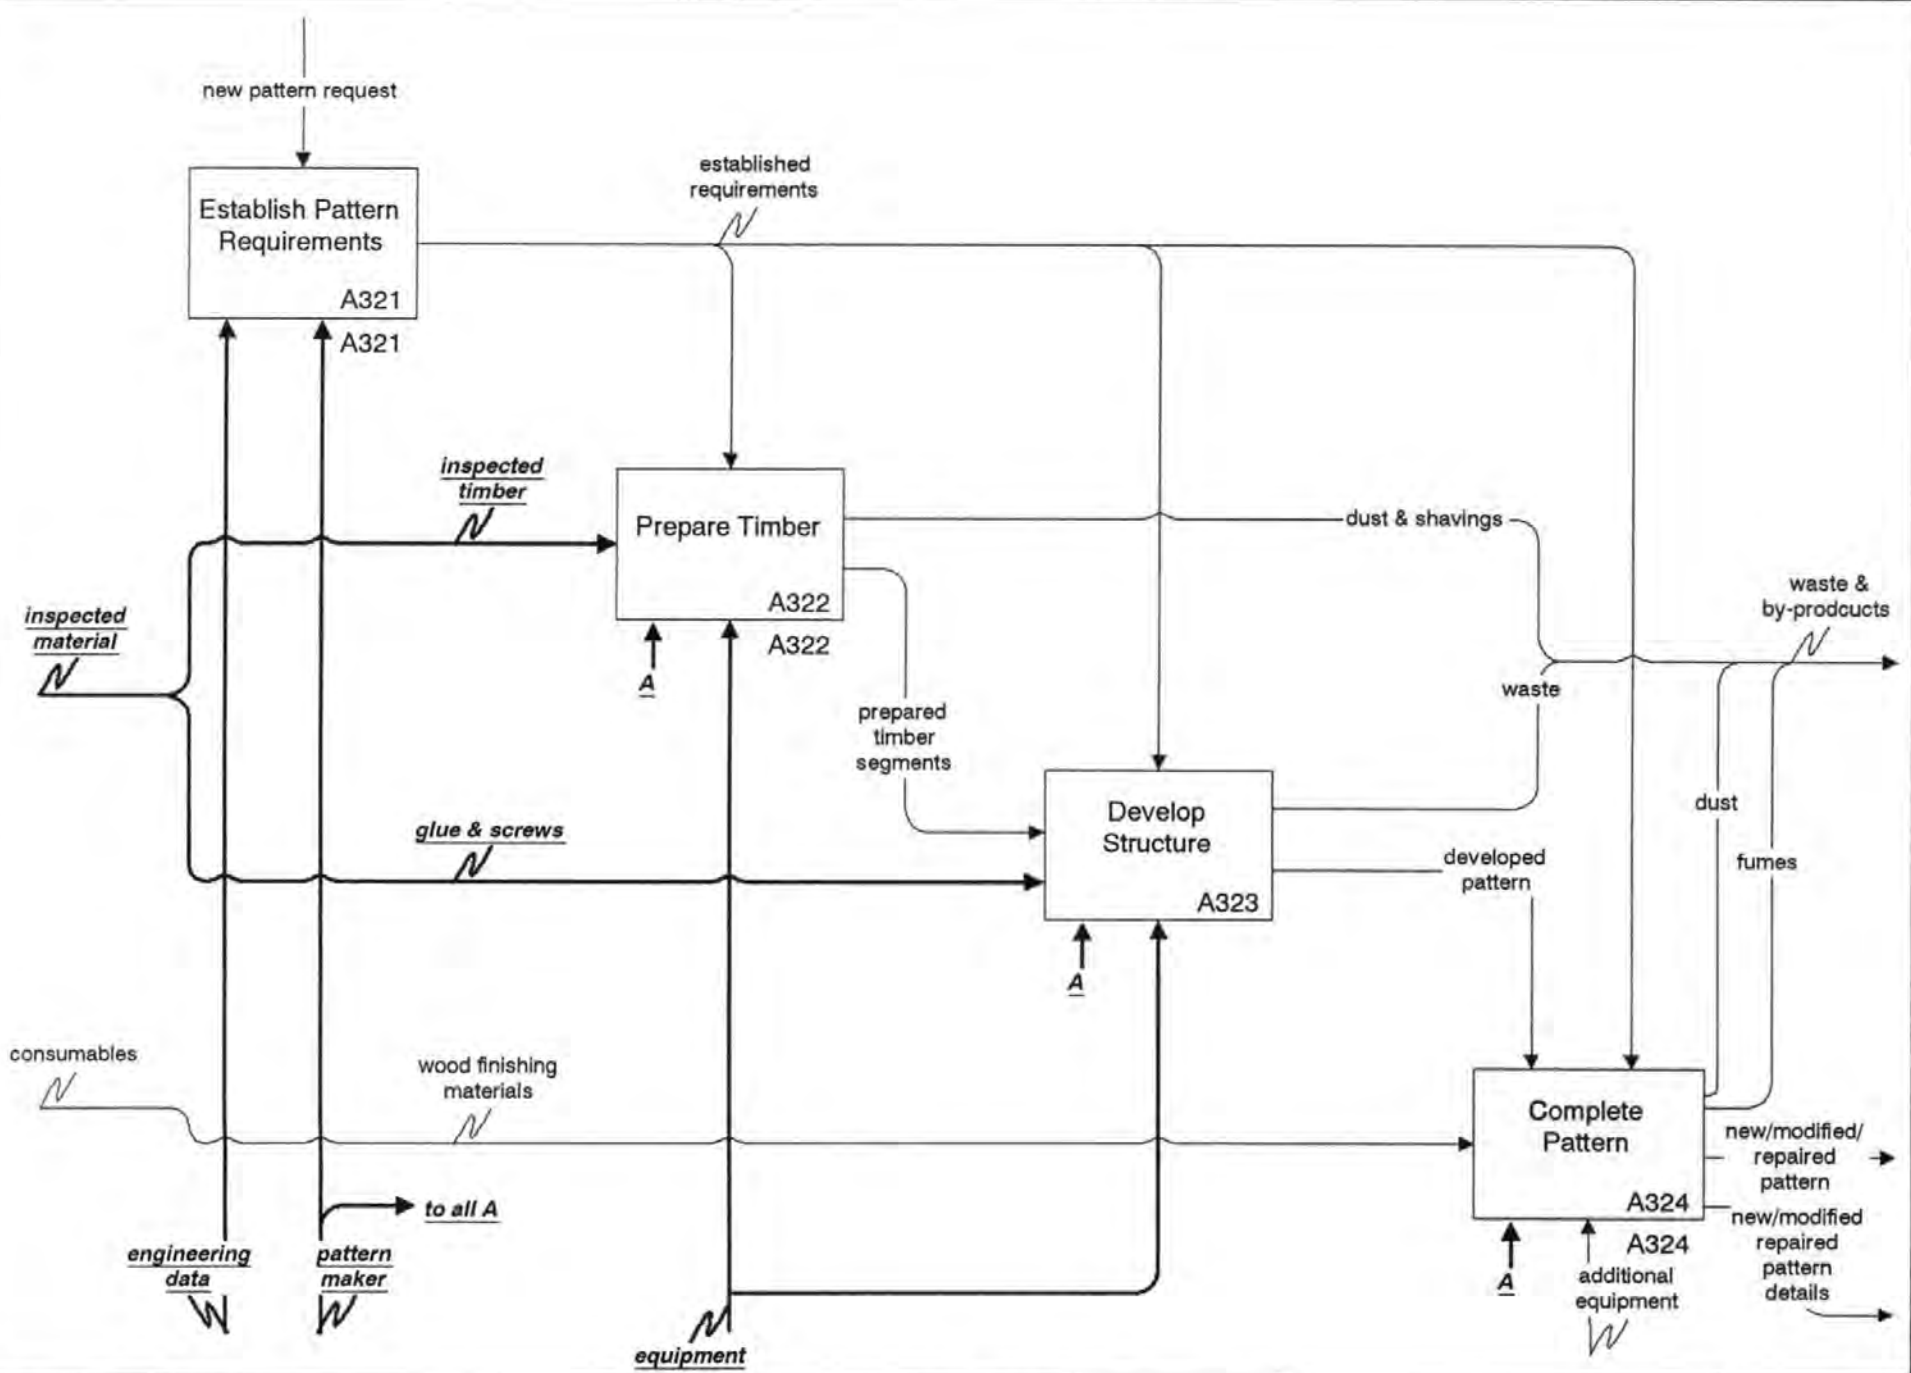 new pattern request
Establish Pattern
Requirements
A321
A321
established
requirements
inspected
timber
Prepare Timber
A322
A322
A
dust & shavings
inspected
material
waste &
by-prodcucts
waste
prepared
timber
segments
Develop
Structure
A323
A
dust
glue & screws
developed
pattern
fumes
consumables
wood finishing
materials
Complete
Pattern
A324
A324
A
new/modified/
repaired
pattern
new/modified
repaired
pattern
details
additional
equipment
to all A
engineering
data
pattern
maker
equipment